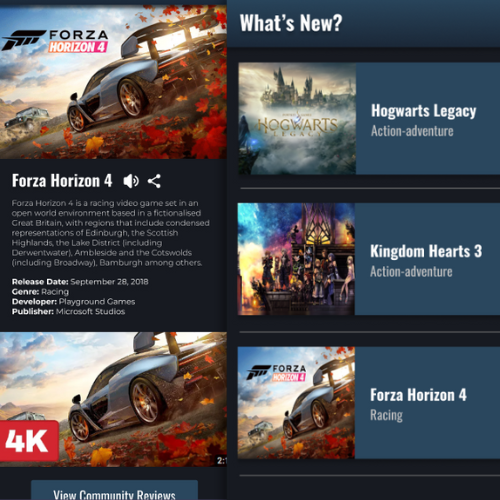 FORZA
HORIZON 4
Forza Horizon 4
Forza Horizon 4 is a racing video game set in an
open world environment based in a fictionalised
Great Britain, with regions that include condensed
representations of Edinburgh, the Scottish
Highlands, the Lake District (including
Derwentwater), Ambleside and the Cotswolds
(including Broadway), Bamburgh among others.
Release Date: September 28, 2018
Genre: Racing
Developer: Playground Games
Publisher: Microsoft Studios
4K
View Community Reviews
What's New?
HOGWARTS
LEGACY
Hogwarts Legacy
Action-adventure
Kingdom Hearts 3
Action-adventure
FORZA
HORIZON 4
Forza Horizon 4
Racing